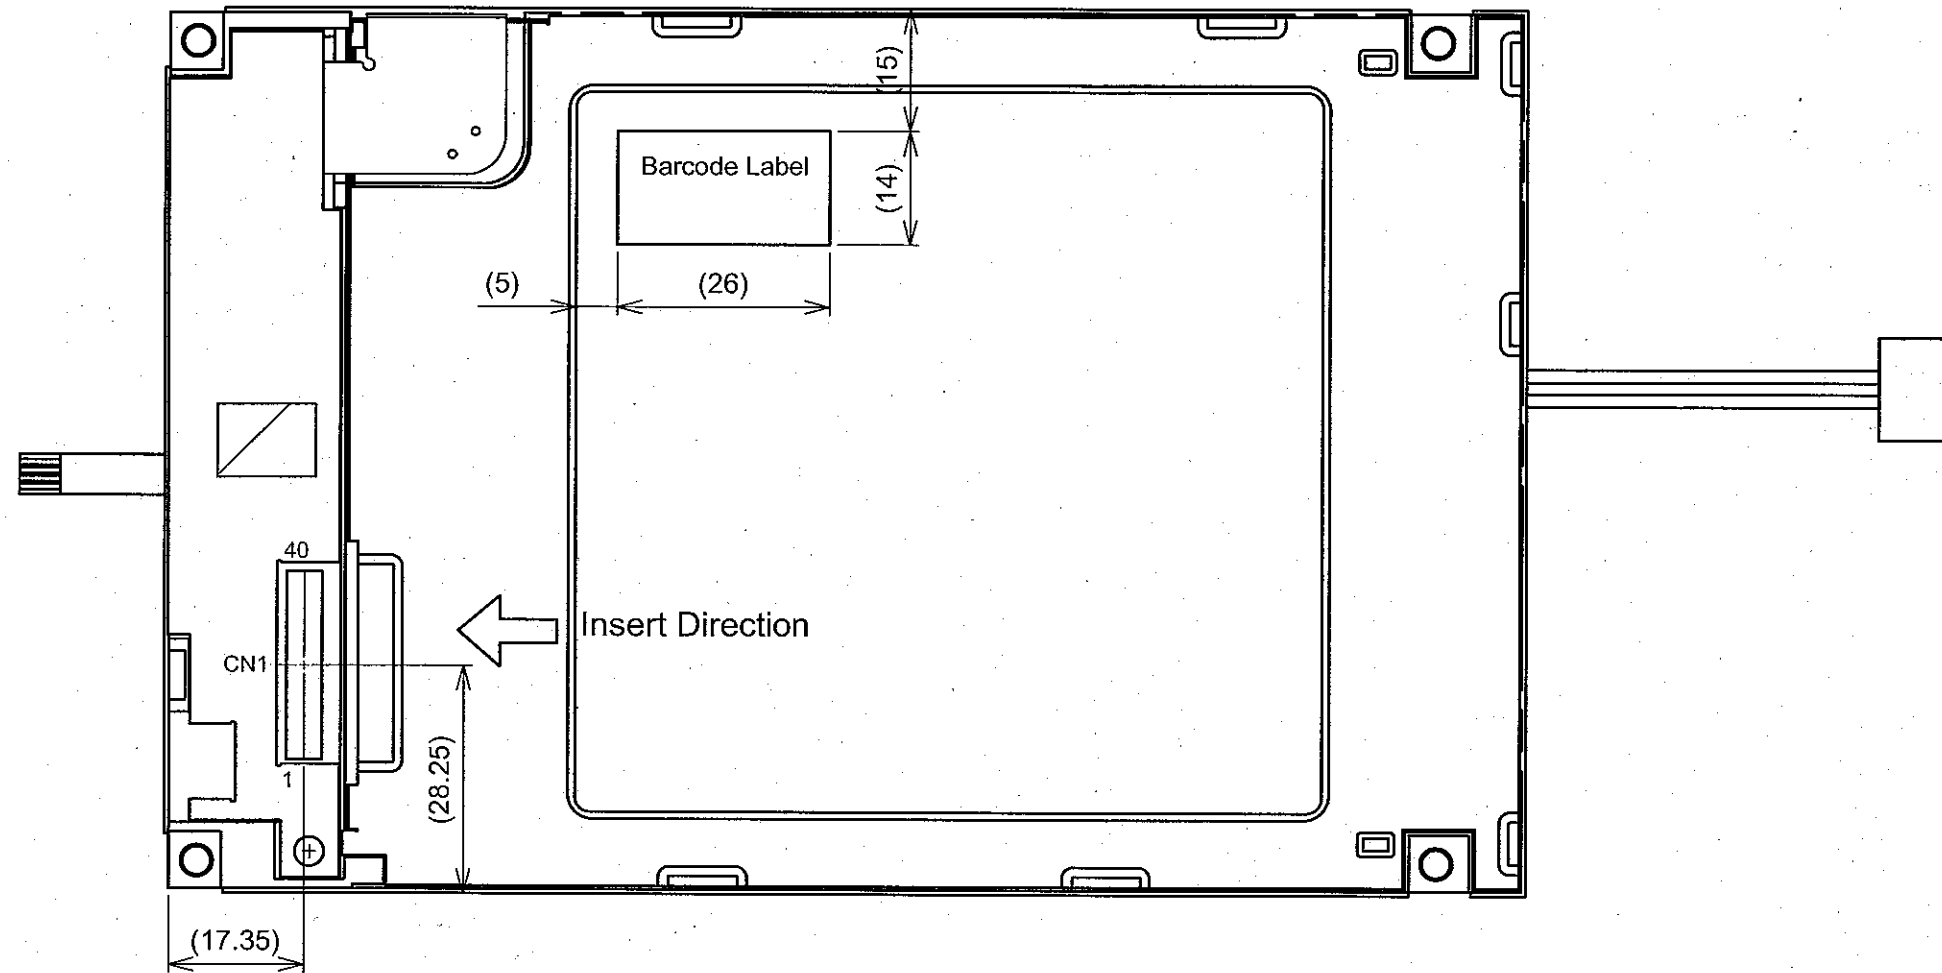 (15)
Barcode Label
(14)
(5)
(26)
40
Insert Direction
CN1
(28.25)
1
(17.35)